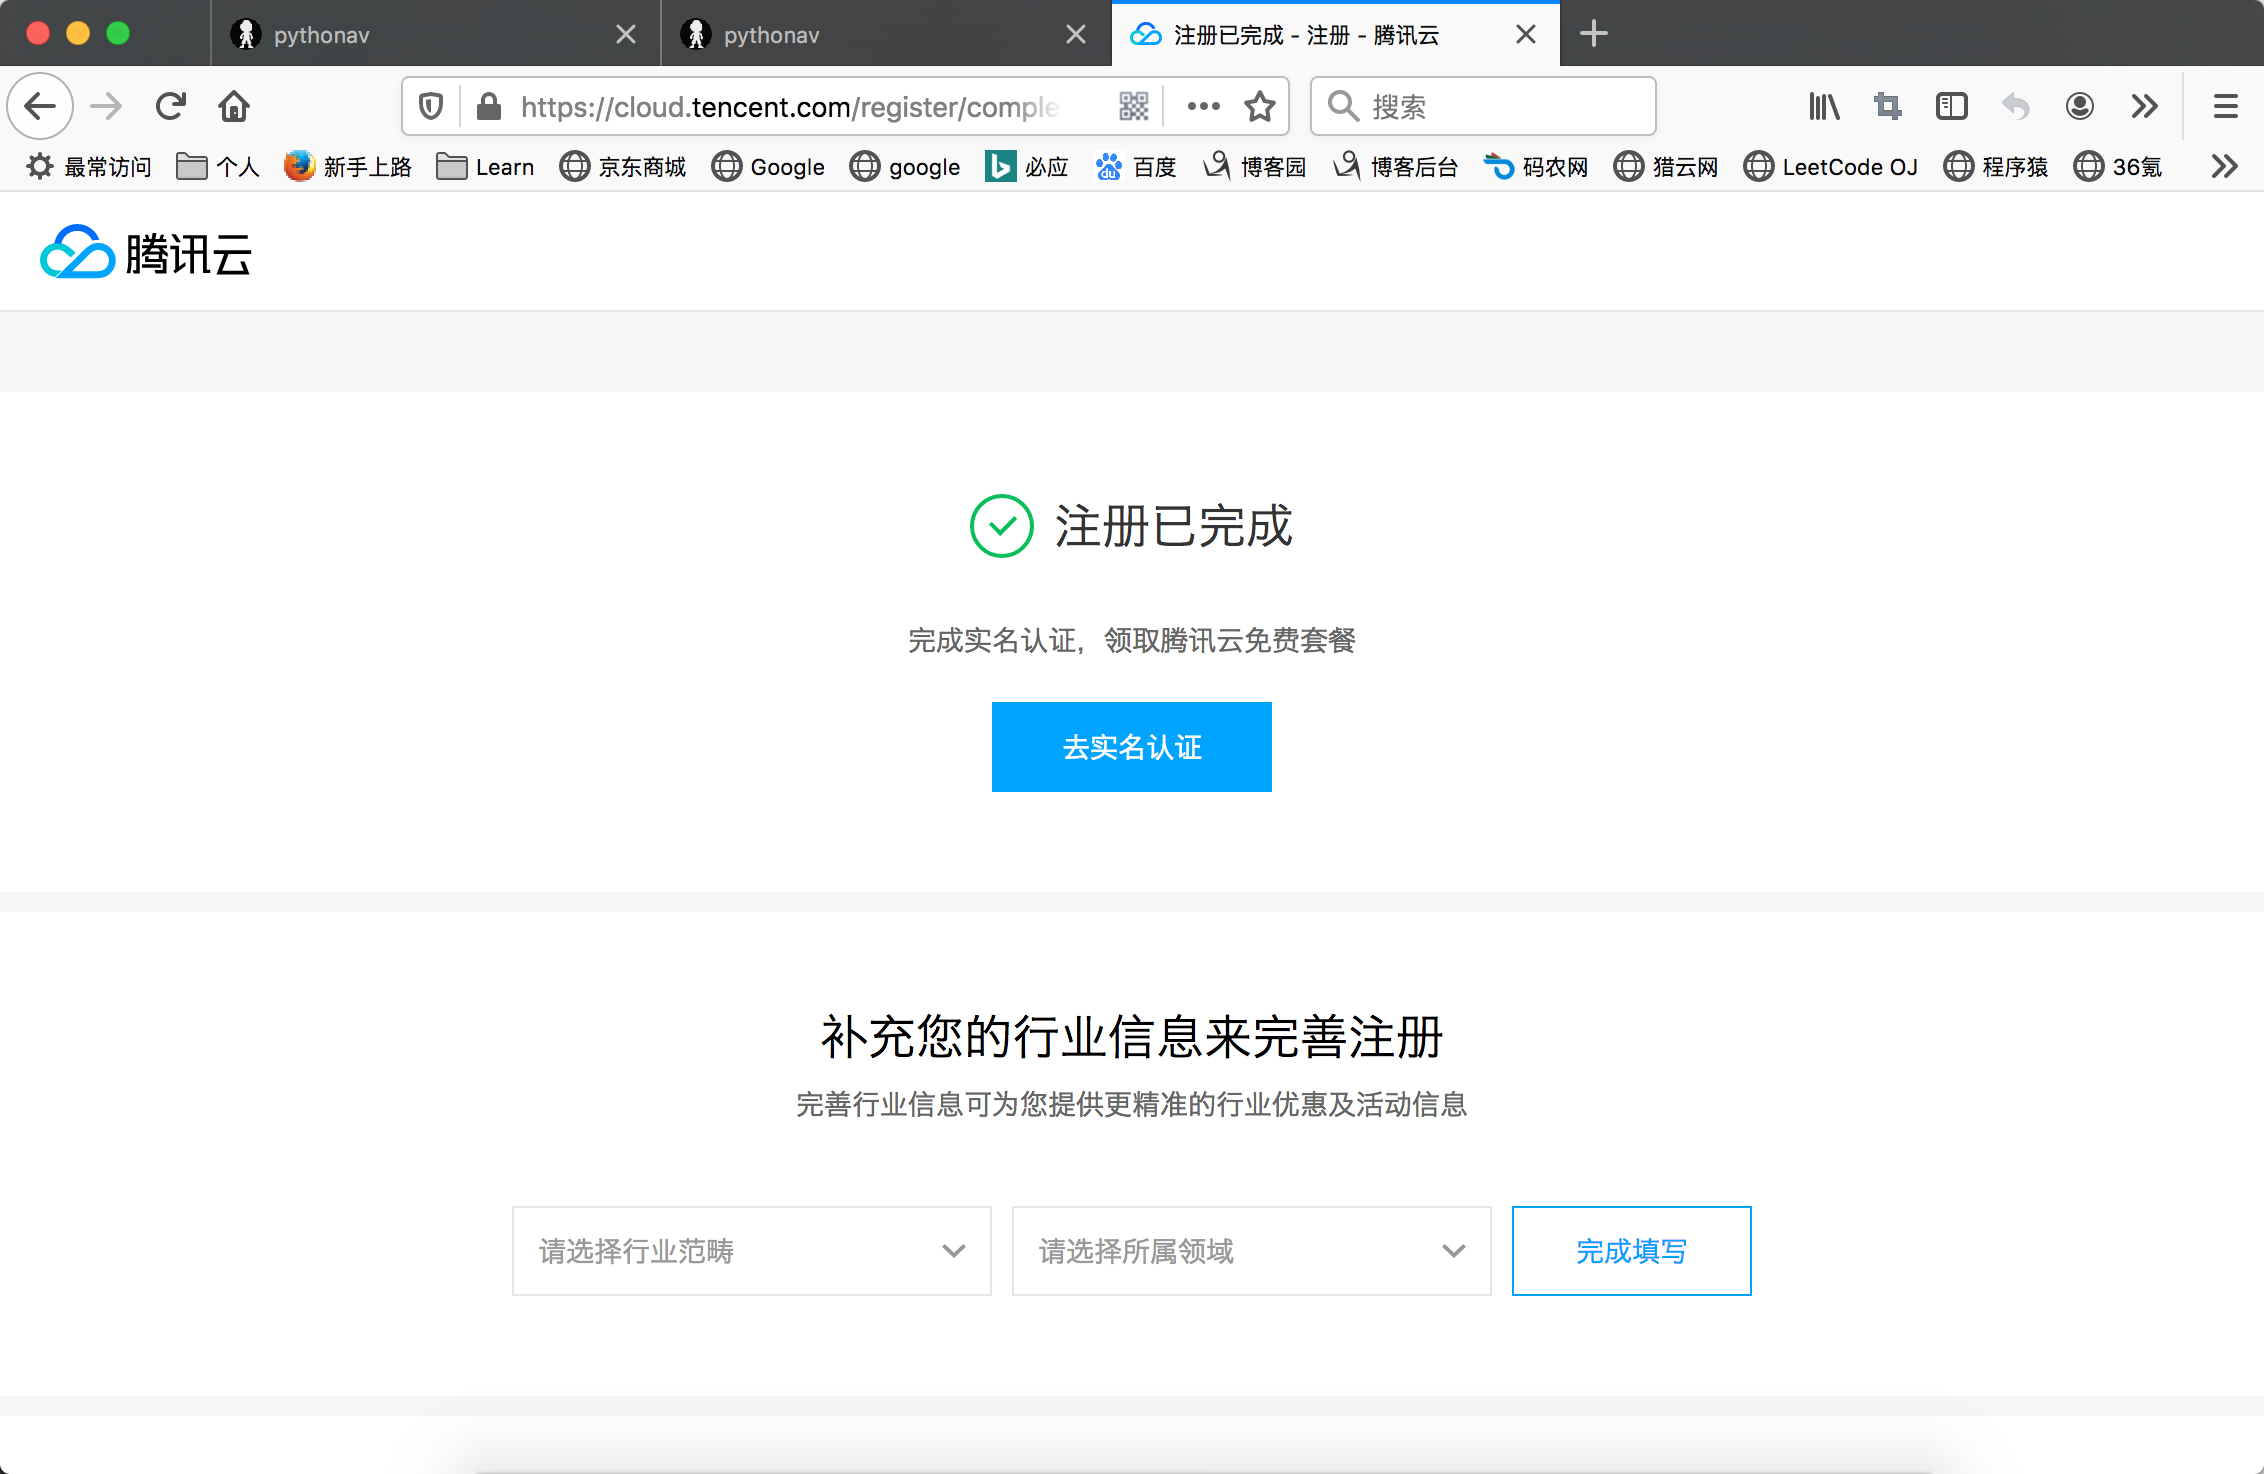 pythonav
pythonav
注册已完成 - 注册 - 腾讯云
https://cloud.tencent.com/register/comple
搜索
最常访问 个人 新手上路 Learn 京东商城 Google google 必应 百度 博客园 博客后台 码农网 猎云网 LeetCode OJ 程序猿 36氪
腾讯云
注册已完成
完成实名认证，领取腾讯云免费套餐
去实名认证
补充您的行业信息来完善注册
完善行业信息可为您提供更精准的行业优惠及活动信息
请选择行业范畴 请选择所属领域 完成填写